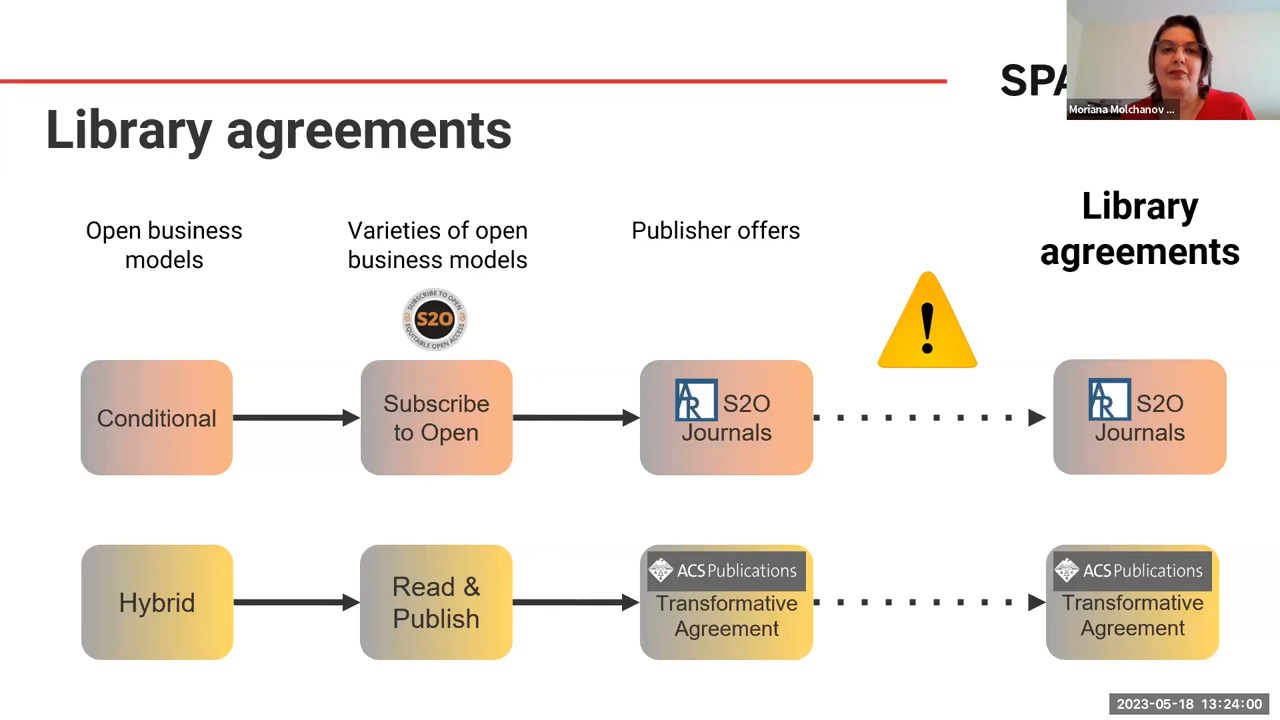 SPA
Moriana Molchanov ...
Library agreements
Open business
models
Varieties of open
business models
Publisher offers
Library
agreements
SUBSCRIBE TO OPEN
S2O
EQUITABLE OPEN ACCESS
!
Conditional
Subscribe
to Open
AR S2O
Journals
AR S2O
Journals
Hybrid
Read &
Publish
ACS Publications
Transformative
Agreement
ACS Publications
Transformative
Agreement
2023-05-18 13:24:00